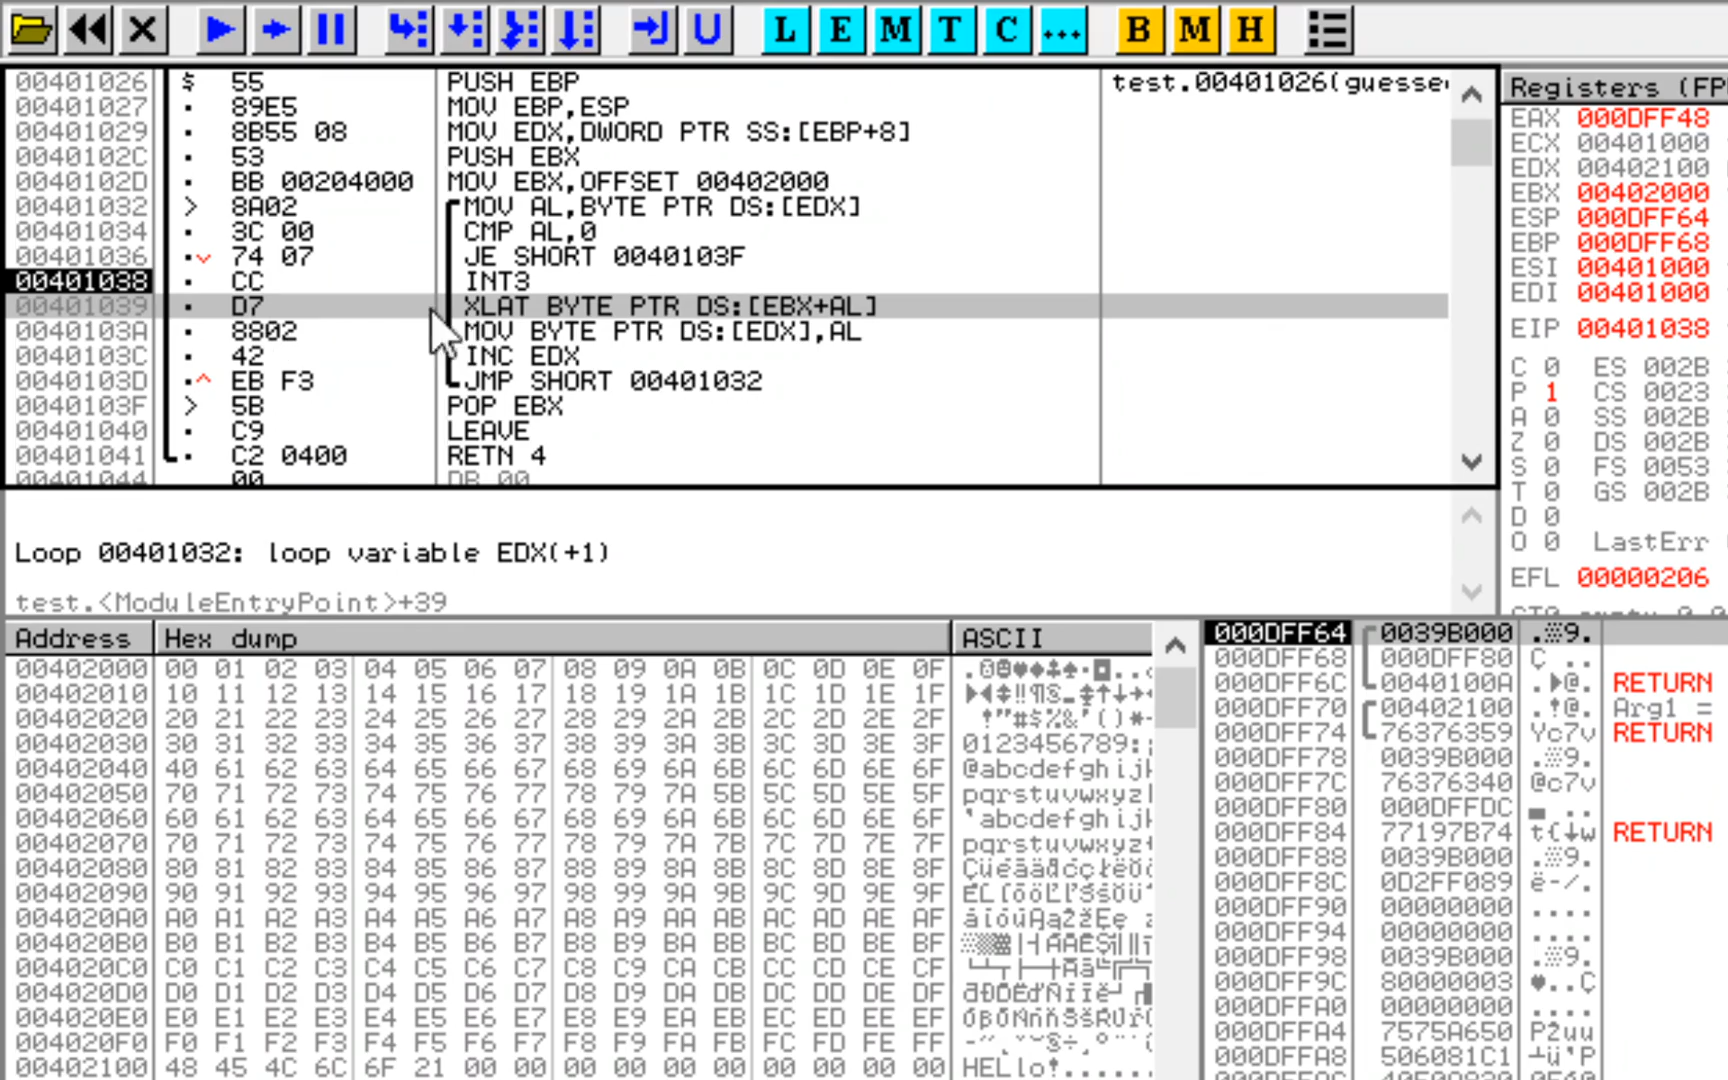 L E M T C ... B M H
00401026 $ 55 PUSH EBP test.00401026(guesse
00401027 . 89E5 MOV EBP,ESP
00401029 . 8B55 08 MOV EDX,DWORD PTR SS:[EBP+8]
0040102C . 53 PUSH EBX
0040102D . BB 00204000 MOV EBX,OFFSET 00402000
00401032 > 8A02 MOV AL,BYTE PTR DS:[EDX]
00401034 . 3C 00 CMP AL,0
00401036 . 74 07 JE SHORT 0040103F
00401038 . CC INT3
00401039 . D7 XLAT BYTE PTR DS:[EBX+AL]
0040103A . 8802 MOV BYTE PTR DS:[EDX],AL
0040103C . 42 INC EDX
0040103D . EB F3 JMP SHORT 00401032
0040103F > 5B POP EBX
00401040 . C9 LEAVE
00401041 . C2 0400 RETN 4
00401044 00 DB 00
Registers (FP
EAX 000DFF48
ECX 00401000
EDX 00402100
EBX 00402000
ESP 000DFF64
EBP 000DFF68
ESI 00401000
EDI 00401000
EIP 00401038
C 0 ES 002B
P 1 CS 0023
A 0 SS 002B
Z 0 DS 002B
S 0 FS 0053
T 0 GS 002B
D 0
O 0 LastErr
EFL 00000206
Loop 00401032: loop variable EDX(+1)
test.<ModuleEntryPoint>+39
Address Hex dump ASCII
00402000 00 01 02 03 04 05 06 07 08 09 0A 0B 0C 0D 0E 0F
00402010 10 11 12 13 14 15 16 17 18 19 1A 1B 1C 1D 1E 1F
00402020 20 21 22 23 24 25 26 27 28 29 2A 2B 2C 2D 2E 2F !"#$%&'()*
00402030 30 31 32 33 34 35 36 37 38 39 3A 3B 3C 3D 3E 3F 0123456789:
00402040 40 61 62 63 64 65 66 67 68 69 6A 6B 6C 6D 6E 6F @abcdefghij
00402050 70 71 72 73 74 75 76 77 78 79 7A 5B 5C 5D 5E 5F pqrstuvwxyz
00402060 60 61 62 63 64 65 66 67 68 69 6A 6B 6C 6D 6E 6F `abcdefghij
00402070 70 71 72 73 74 75 76 77 78 79 7A 7B 7C 7D 7E 7F pqrstuvwxyz
00402080 80 81 82 83 84 85 86 87 88 89 8A 8B 8C 8D 8E 8F
00402090 90 91 92 93 94 95 96 97 98 99 9A 9B 9C 9D 9E 9F
004020A0 A0 A1 A2 A3 A4 A5 A6 A7 A8 A9 AA AB AC AD AE AF
004020B0 B0 B1 B2 B3 B4 B5 B6 B7 B8 B9 BA BB BC BD BE BF
004020C0 C0 C1 C2 C3 C4 C5 C6 C7 C8 C9 CA CB CC CD CE CF
004020D0 D0 D1 D2 D3 D4 D5 D6 D7 D8 D9 DA DB DC DD DE DF
004020E0 E0 E1 E2 E3 E4 E5 E6 E7 E8 E9 EA EB EC ED EE EF
004020F0 F0 F1 F2 F3 F4 F5 F6 F7 F8 F9 FA FB FC FD FE FF
00402100 48 45 4C 6C 6F 21 00 00 00 00 00 00 00 00 00 00 HELlo!......
000DFF64 0039B000 .▒9.
000DFF68 000DFF80 Ç ..
000DFF6C 0040100A .►@. RETURN
000DFF70 00402100 .!@. Arg1 =
000DFF74 76376359 Yc7v RETURN
000DFF78 0039B000 .▒9.
000DFF7C 76376340 @c7v
000DFF80 000DFFDC ▄ ..
000DFF84 77197B74 t{↓w RETURN
000DFF88 0039B000 .▒9.
000DFF8C 0D2FF089 ë-/.
000DFF90 00000000 ....
000DFF94 00000000 ....
000DFF98 0039B000 .▒9.
000DFF9C 80000003 ♥..Ç
000DFFA0 00000000 ....
000DFFA4 7575A650 PŽuu
000DFFA8 506081C1 ┴ü`P